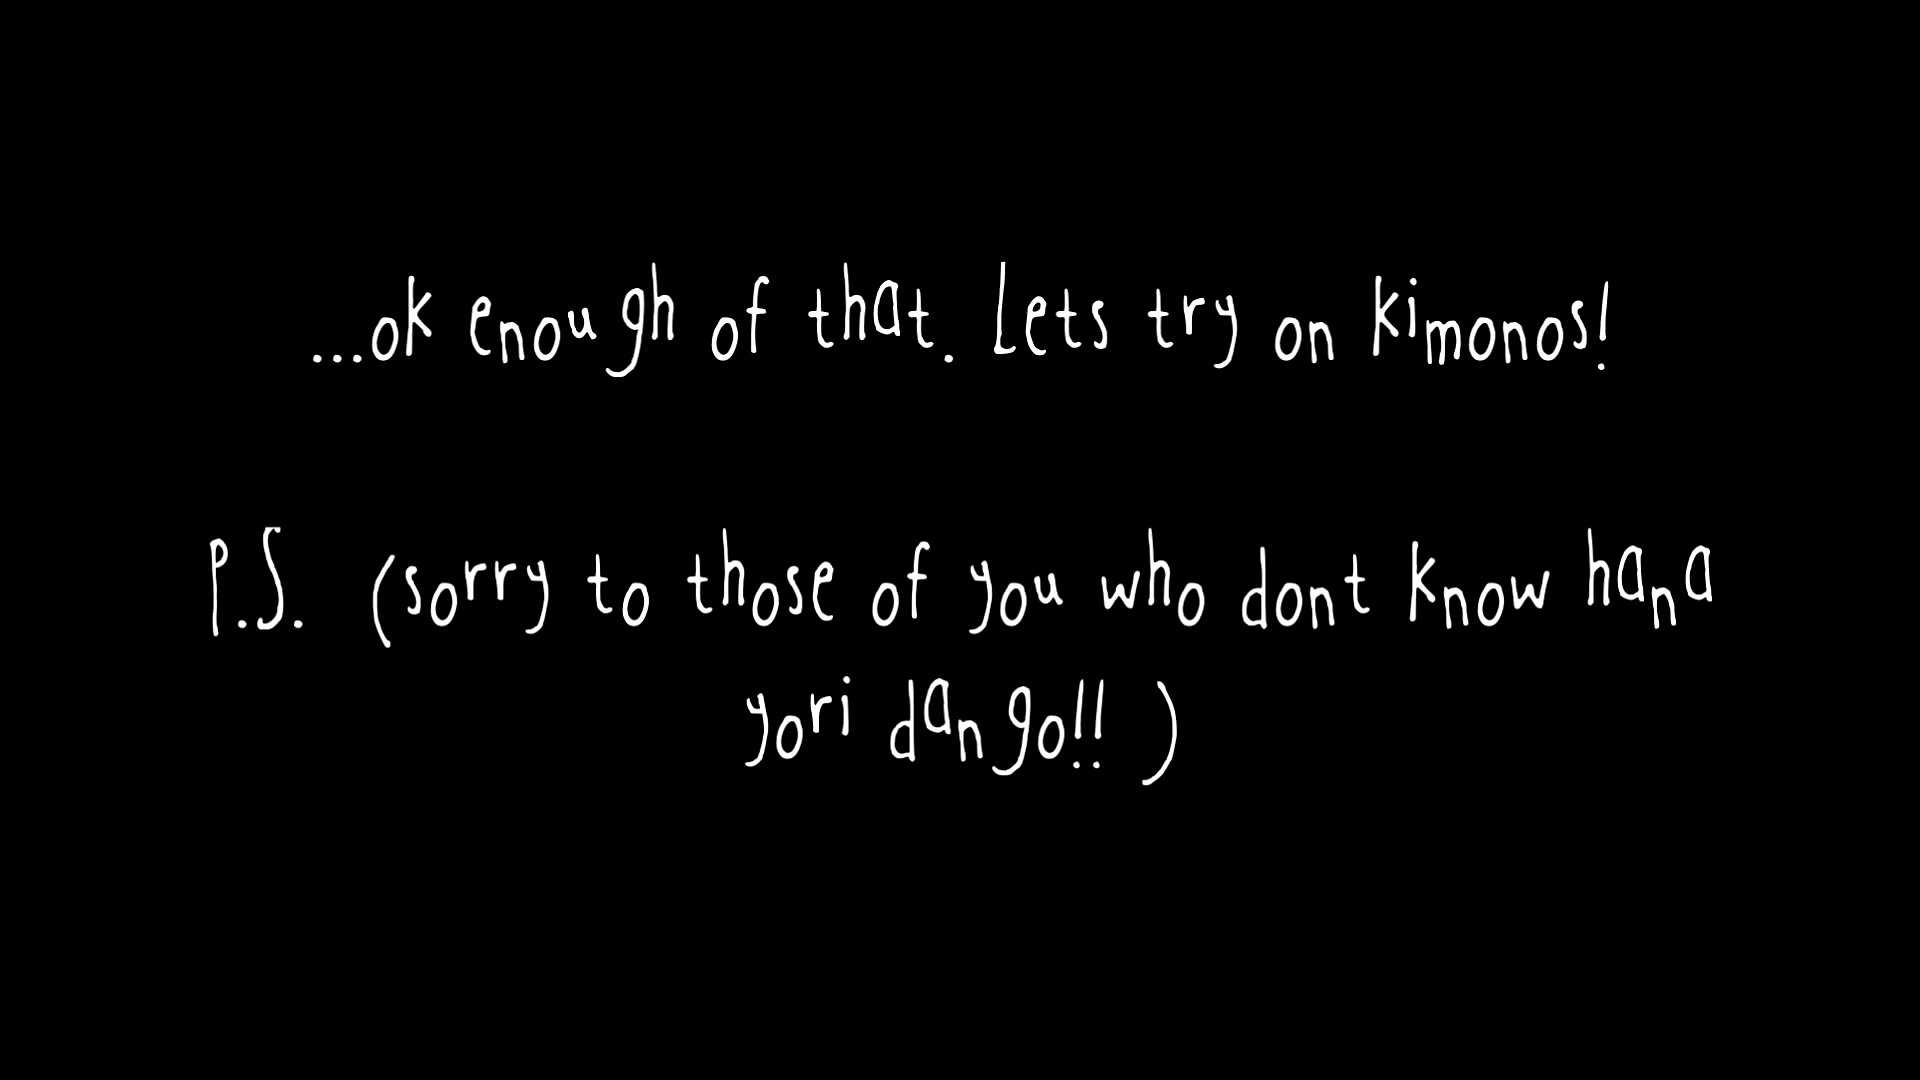 ...ok enough of that. Lets try on kimonos!
P.S. (sorry to those of you who dont know hana
yori dango!! )